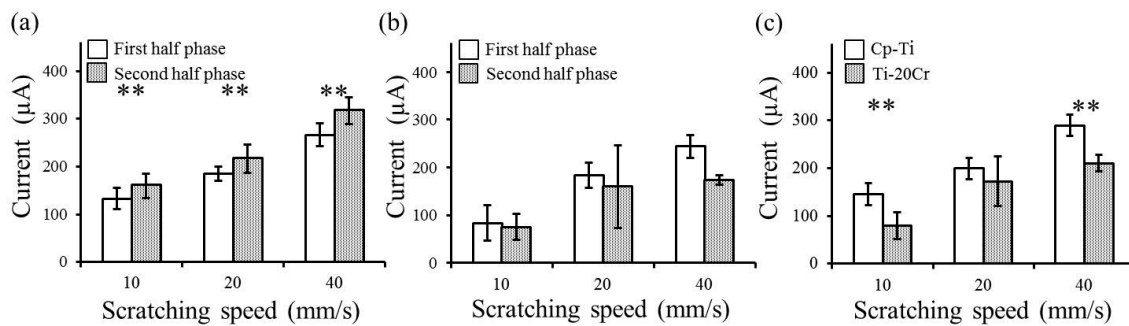 (a)
First half phase
Second half phase
400
300
200
100
0
** ** **
Current (μA)
10 20 40
Scratching speed (mm/s)
(b)
First half phase
Second half phase
400
300
200
100
0
Current (μA)
10 20 40
Scratching speed (mm/s)
(c)
Cp-Ti
Ti-20Cr
400
300
200
100
0
** **
Current (μA)
10 20 40
Scratching speed (mm/s)